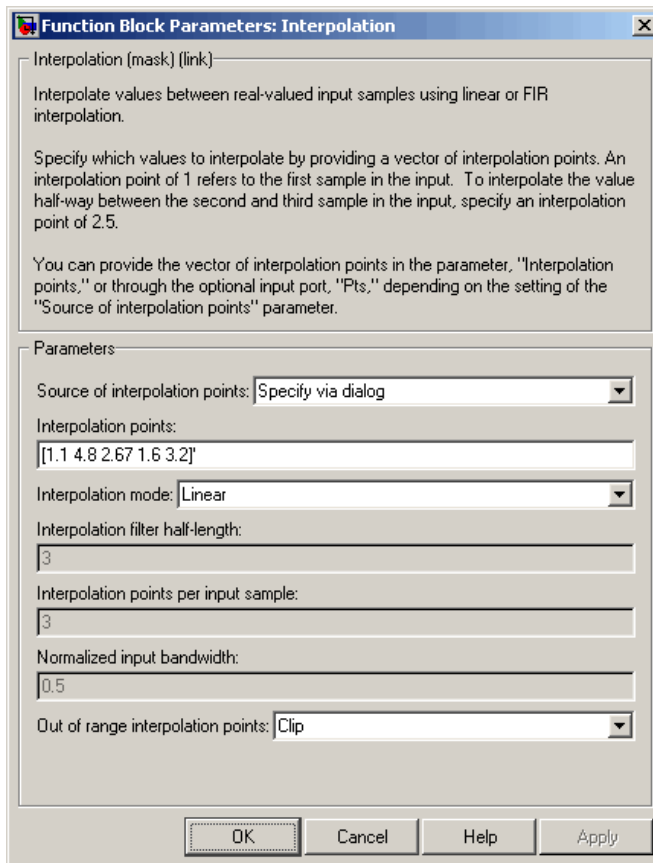 Function Block Parameters: Interpolation
Interpolation (mask) (link)
Interpolate values between real-valued input samples using linear or FIR
interpolation.
Specify which values to interpolate by providing a vector of interpolation points. An
interpolation point of 1 refers to the first sample in the input.  To interpolate the value
half-way between the second and third sample in the input, specify an interpolation
point of 2.5.
You can provide the vector of interpolation points in the parameter, "Interpolation
points," or through the optional input port, "Pts," depending on the setting of the
"Source of interpolation points" parameter.
Parameters
Source of interpolation points: Specify via dialog
Interpolation points:
[1.1 4.8 2.67 1.6 3.2]'
Interpolation mode: Linear
Interpolation filter half-length:
3
Interpolation points per input sample:
3
Normalized input bandwidth:
0.5
Out of range interpolation points: Clip
OK Cancel Help Apply